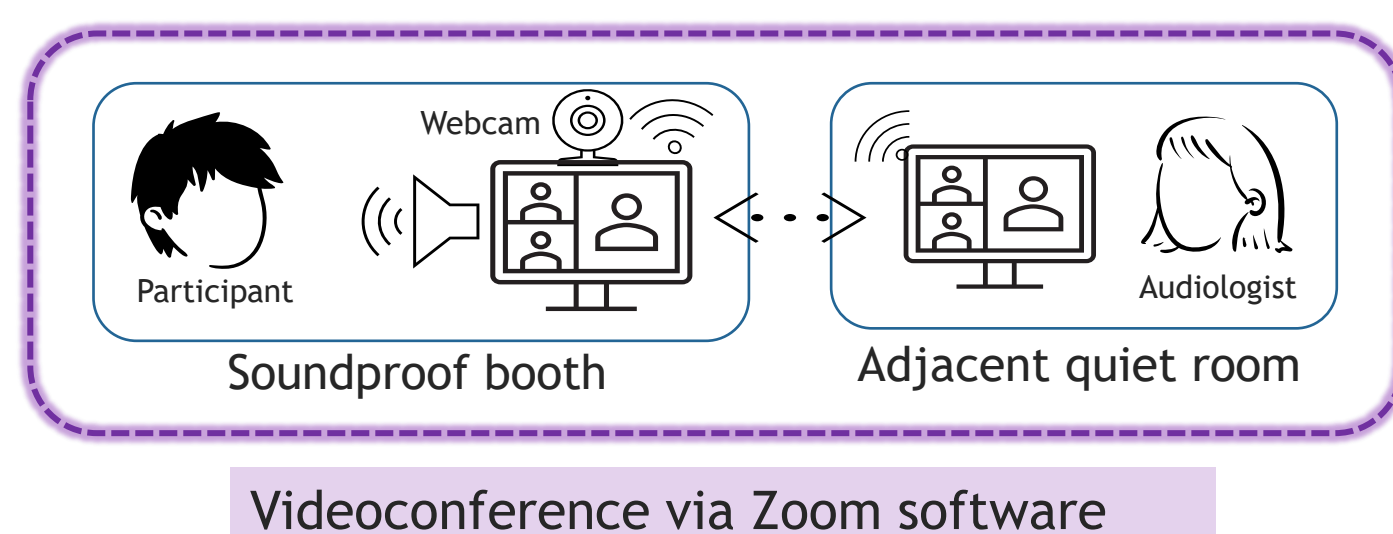 Webcam
Participant
Audiologist
Soundproof booth
Adjacent quiet room
Videoconference via Zoom software